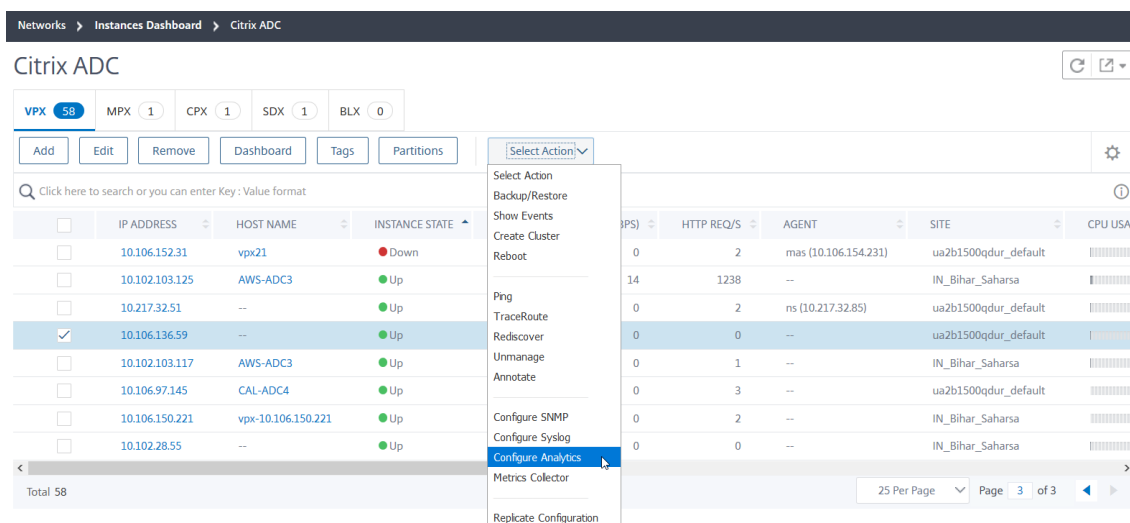 Networks > Instances Dashboard > Citrix ADC
Citrix ADC
VPX 58 MPX 1 CPX 1 SDX 1 BLX 0
Add Edit Remove Dashboard Tags Partitions Select Action
Click here to search or you can enter Key : Value format
Select Action
Backup/Restore
Show Events
Create Cluster
Reboot
Ping
TraceRoute
Rediscover
Unmanage
Annotate
Configure SNMP
Configure Syslog
Configure Analytics
Metrics Collector
Replicate Configuration
IP ADDRESS HOST NAME INSTANCE STATE BPS) HTTP REQ/S AGENT SITE CPU USA
10.106.152.31 vpx21 Down 0 2 mas (10.106.154.231) ua2b1500qdur_default
10.102.103.125 AWS-ADC3 Up 14 1238 -- IN_Bihar_Saharsa
10.217.32.51 -- Up 0 2 ns (10.217.32.85) ua2b1500qdur_default
10.106.136.59 -- Up 0 0 -- ua2b1500qdur_default
10.102.103.117 AWS-ADC3 Up 0 1 -- IN_Bihar_Saharsa
10.106.97.145 CAL-ADC4 Up 0 3 -- ua2b1500qdur_default
10.106.150.221 vpx-10.106.150.221 Up 0 2 -- IN_Bihar_Saharsa
10.102.28.55 -- Up 0 0 -- IN_Bihar_Saharsa
Total 58 25 Per Page Page 3 of 3